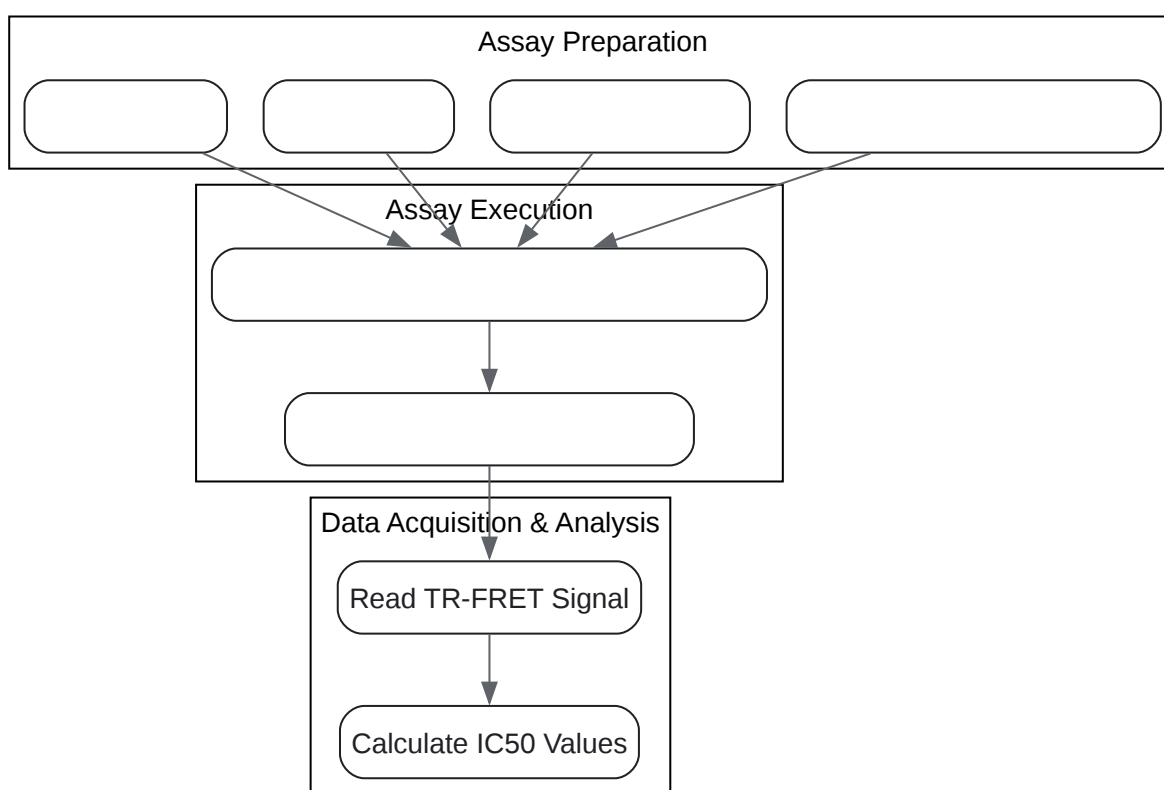 Assay Preparation
Assay Execution
Data Acquisition & Analysis
Read TR-FRET Signal
Calculate IC50 Values